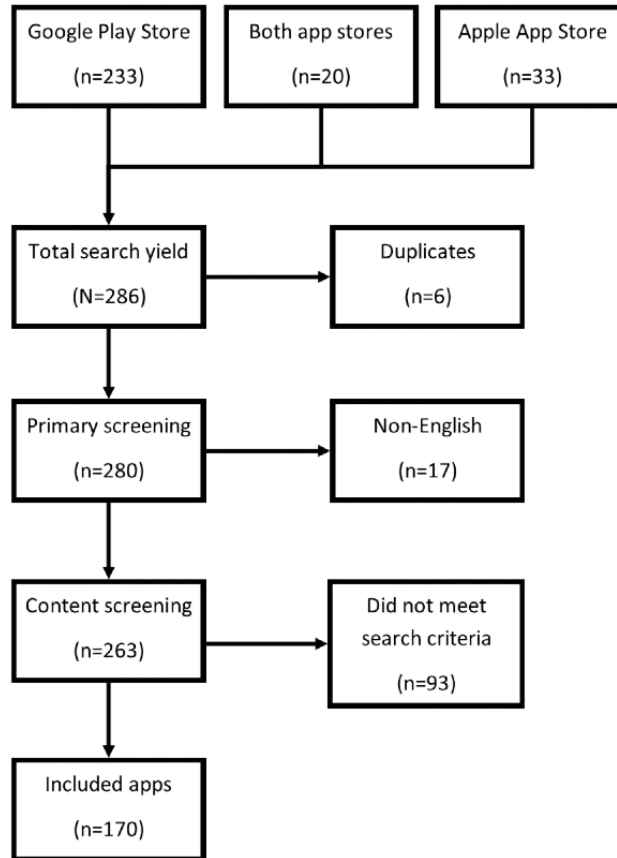 Google Play Store
(n=233)
Both app stores
(n=20)
Apple App Store
(n=33)
Total search yield
(N=286)
Duplicates
(n=6)
Primary screening
(n=280)
Non-English
(n=17)
Content screening
(n=263)
Did not meet
search criteria
(n=93)
Included apps
(n=170)